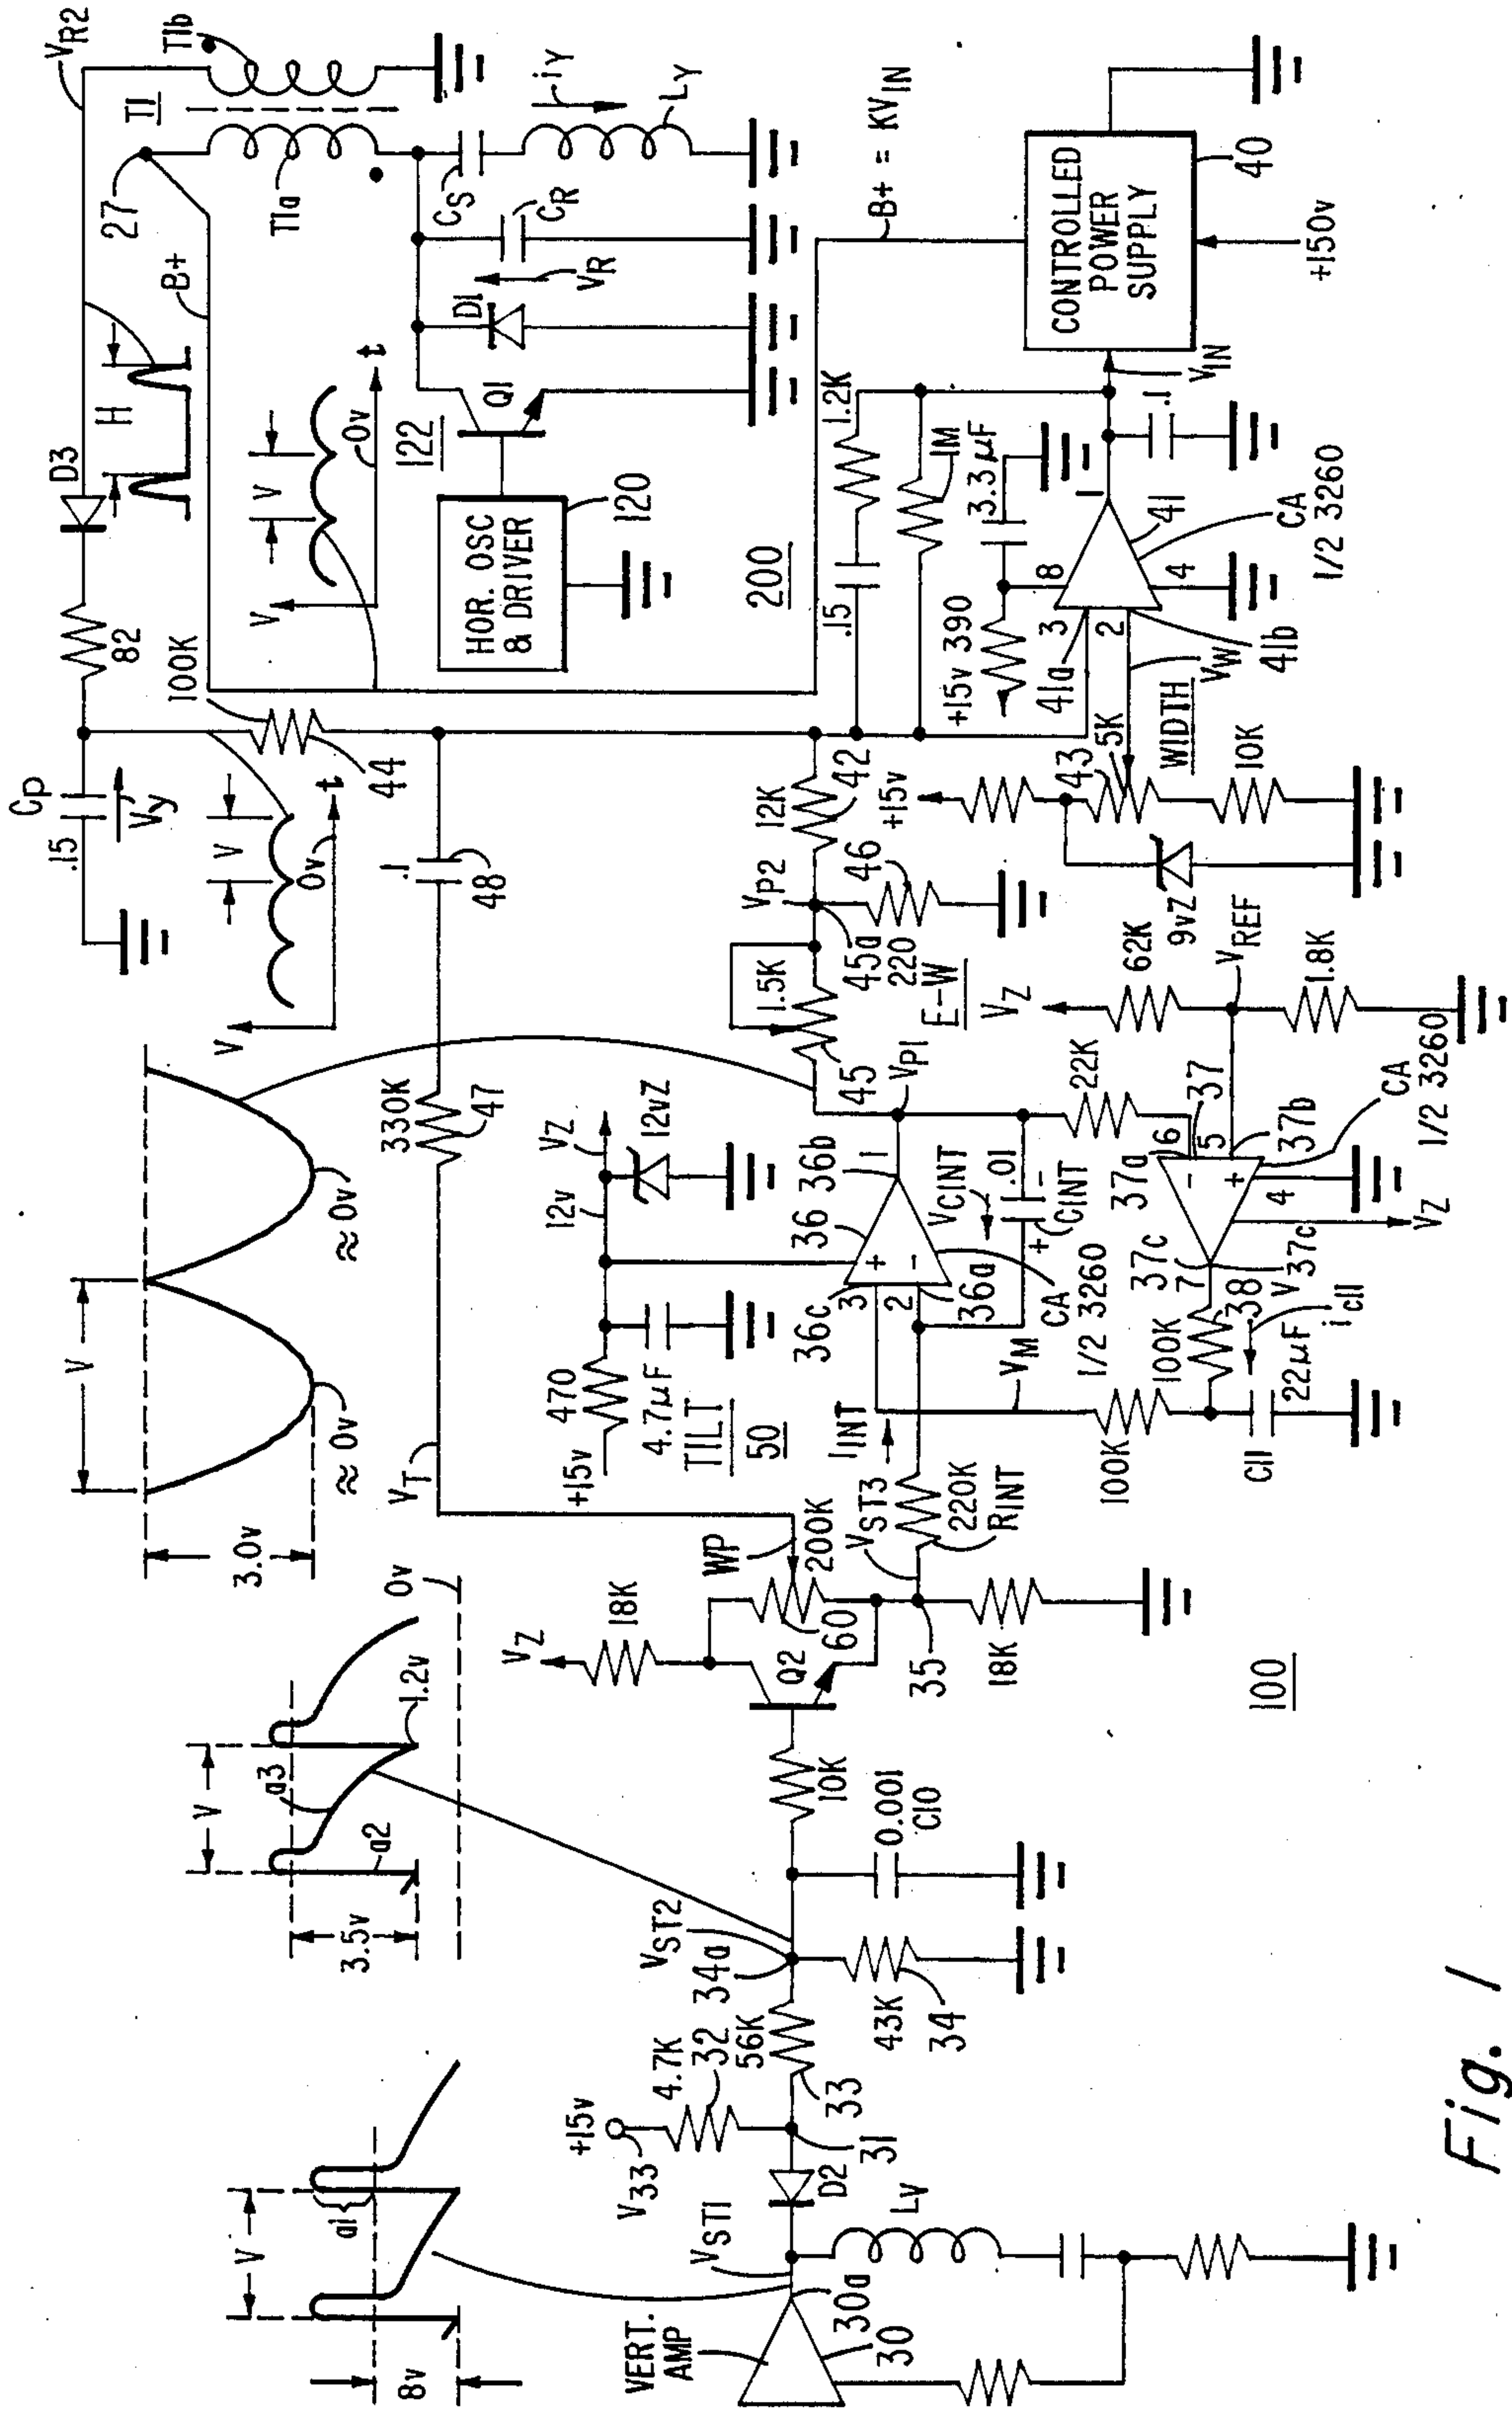 VR2
T1b
T1
27
T1a
iY
LY
CS
CR
VR
D1
Q1
122
B+
H
D3
82
100K
44
Cp
.15
V'y
V
0v
t
V
V
0v
t
V
HOR. OSC
& DRIVER
120
200
B+ = KVIN
CONTROLLED
POWER
SUPPLY
40
+150v
VIN
1.2K
.15
1M
3.3 µF
.1
1
8
3
2
4
41
41a
41b
CA
1/2 3260
+15v 390
VW
WIDTH
43
5K
10K
+15v
9vZ
12K
42
VP2
46
45a
220
E-W
1.5K
45
VP1
.1
48
330K
47
VT
V
3.0v
≈0v
≈0v
VZ
12v
12vZ
470
+15v
4.7µF
TILT
50
36
36b
1
36c
3
2
36a
VCINT
.01
+
-
CINT
CA
1/2 3260
VM
IINT
VZ
62K
VREF
1.8K
22K
37a
6
37
5
37b
4
CA
1/2 3260
VZ
37c
7
V37c
38
100K
iC11
22µF
C11
100K
VST3
220K
RINT
WP
200K
60
VZ
18K
Q2
35
18K
100
10K
0.001
C10
VST2
34a
43K
34
56K
33
4.7K
32
+15v
V33
31
D2
VST1
LV
30a
30
VERT.
AMP
V
a1
8v
V
a3
a2
3.5v
1.2v
0v
Fig. 1